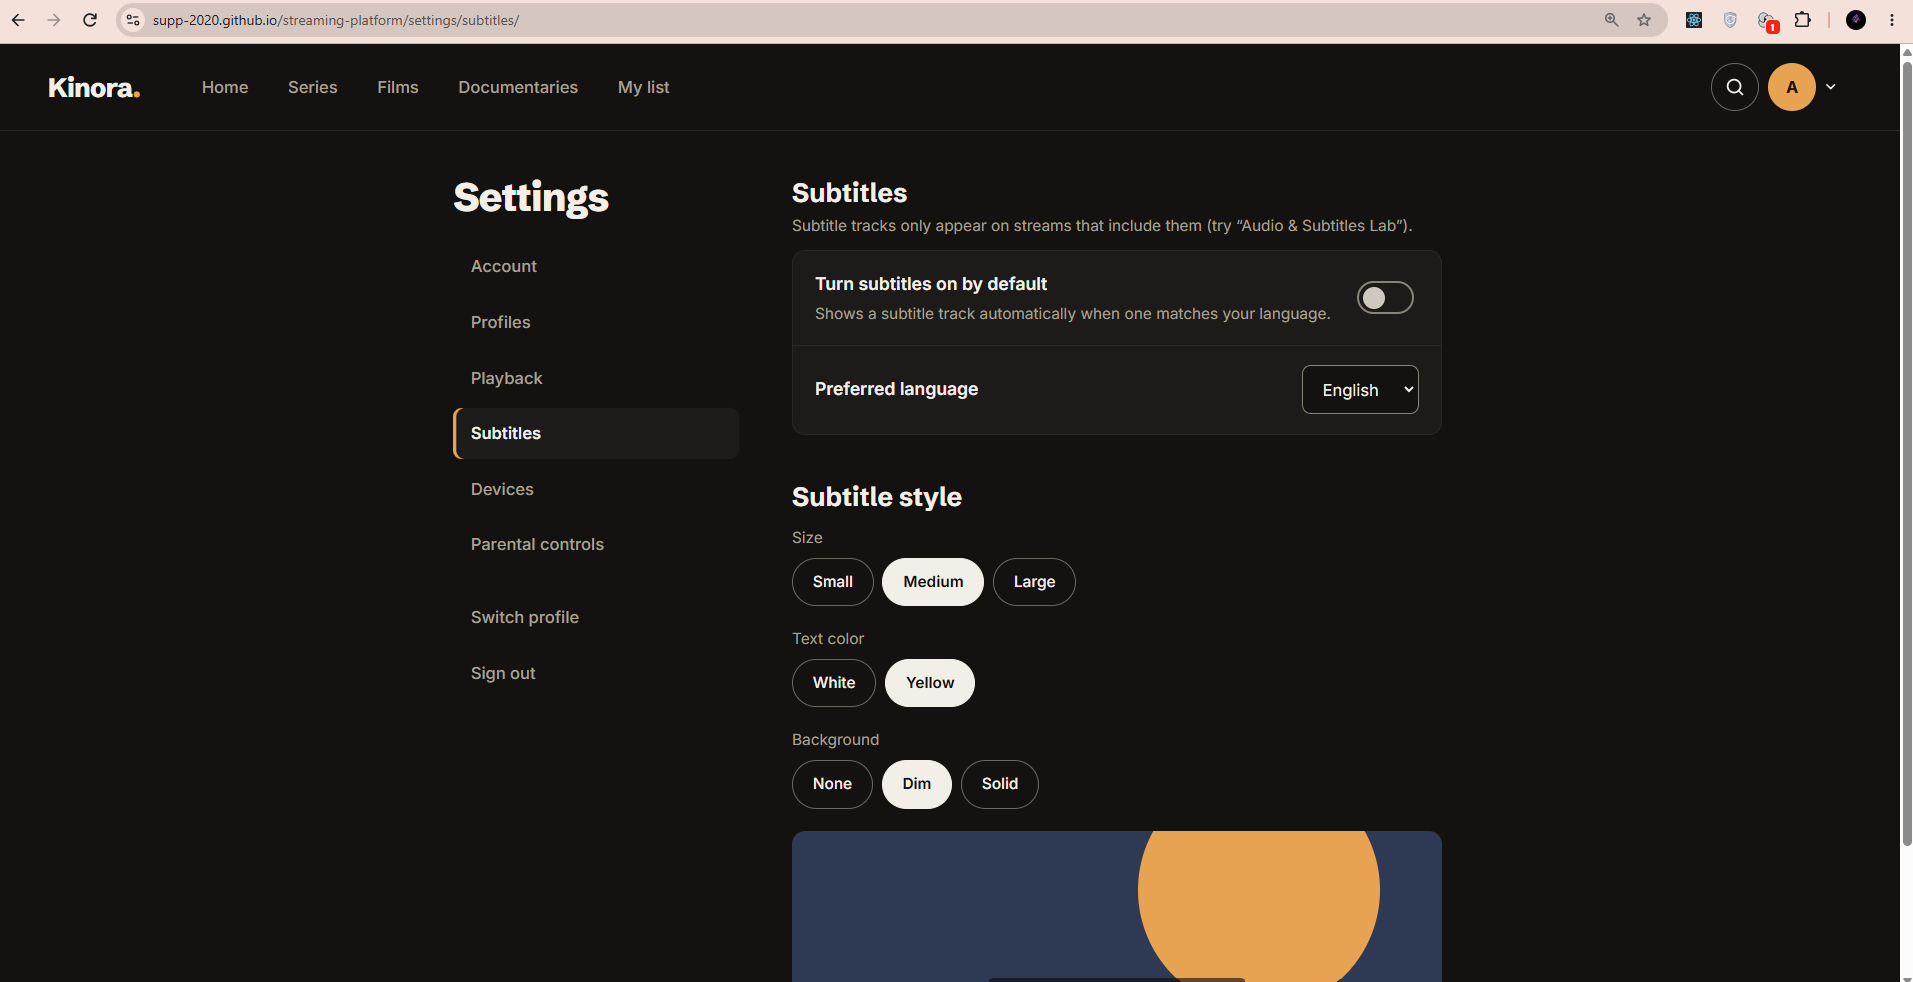 supp-2020.github.io/streaming-platform/settings/subtitles/
1
Kinora.
Home
Series
Films
Documentaries
My list
A
Settings
Account
Profiles
Playback
Subtitles
Devices
Parental controls
Switch profile
Sign out
Subtitles
Subtitle tracks only appear on streams that include them (try “Audio & Subtitles Lab”).
Turn subtitles on by default
Shows a subtitle track automatically when one matches your language.
Preferred language
English
Subtitle style
Size
Small
Medium
Large
Text color
White
Yellow
Background
None
Dim
Solid